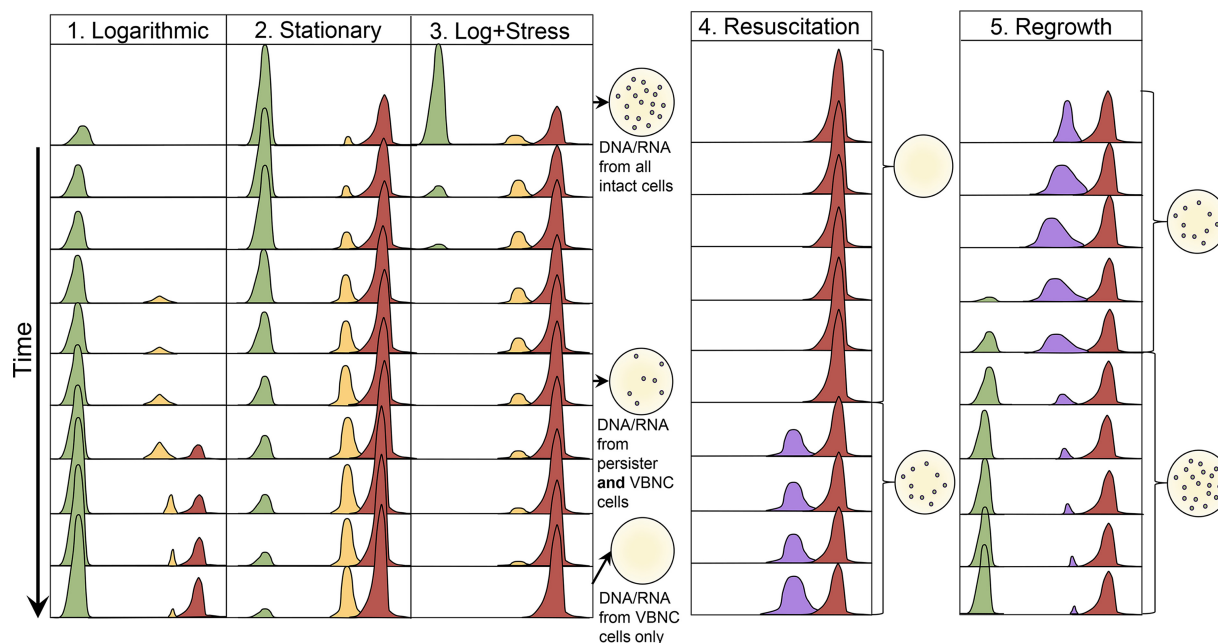 1. Logarithmic
2. Stationary
3. Log+Stress
4. Resuscitation
5. Regrowth
DNA/RNA
from all
intact cells
Time
DNA/RNA
from
persister
and VBNC
cells
DNA/RNA
from VBNC
cells only